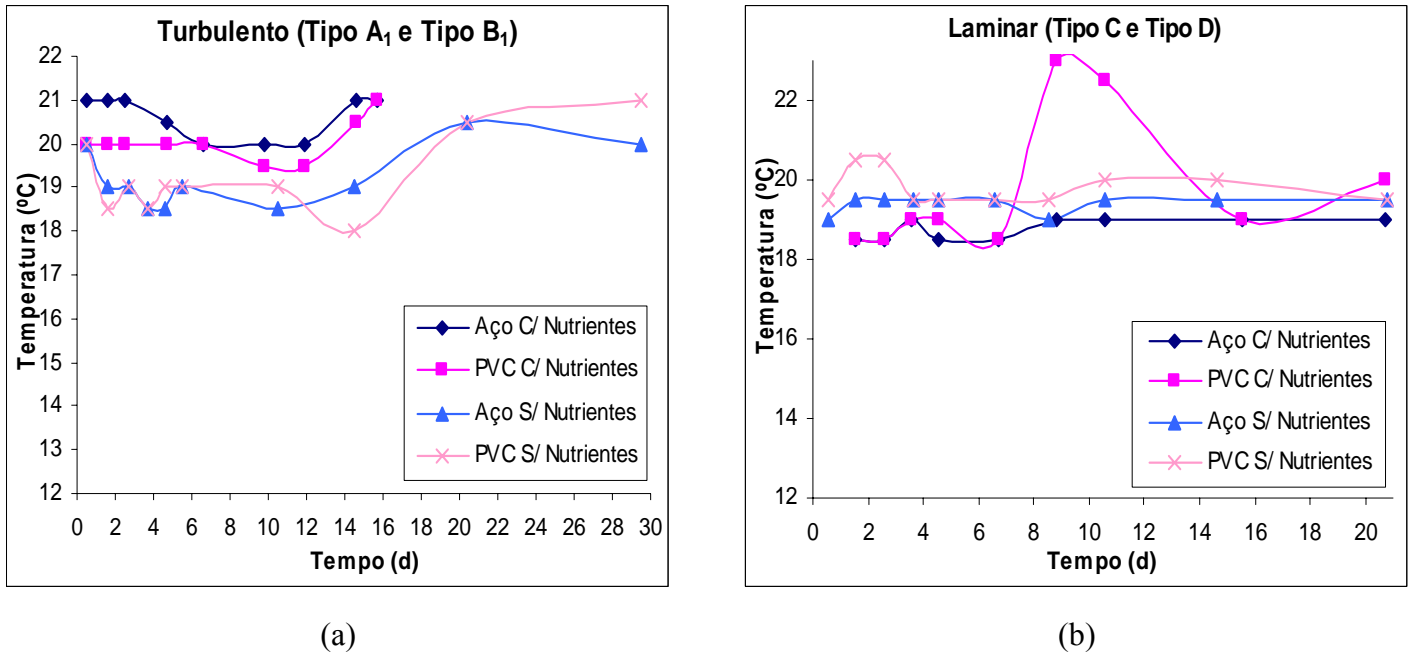 Turbulento (Tipo A₁ e Tipo B₁)
22
21
20
19
18
17
16
15
14
13
12
Temperatura (ºC)
0 2 4 6 8 10 12 14 16 18 20 22 24 26 28 30
Tempo (d)
Aço C/ Nutrientes
PVC C/ Nutrientes
Aço S/ Nutrientes
PVC S/ Nutrientes
(a)
Laminar (Tipo C e Tipo D)
22
20
18
16
14
12
Temperatura (ºC)
0 2 4 6 8 10 12 14 16 18 20
Tempo (d)
Aço C/ Nutrientes
PVC C/ Nutrientes
Aço S/ Nutrientes
PVC S/ Nutrientes
(b)